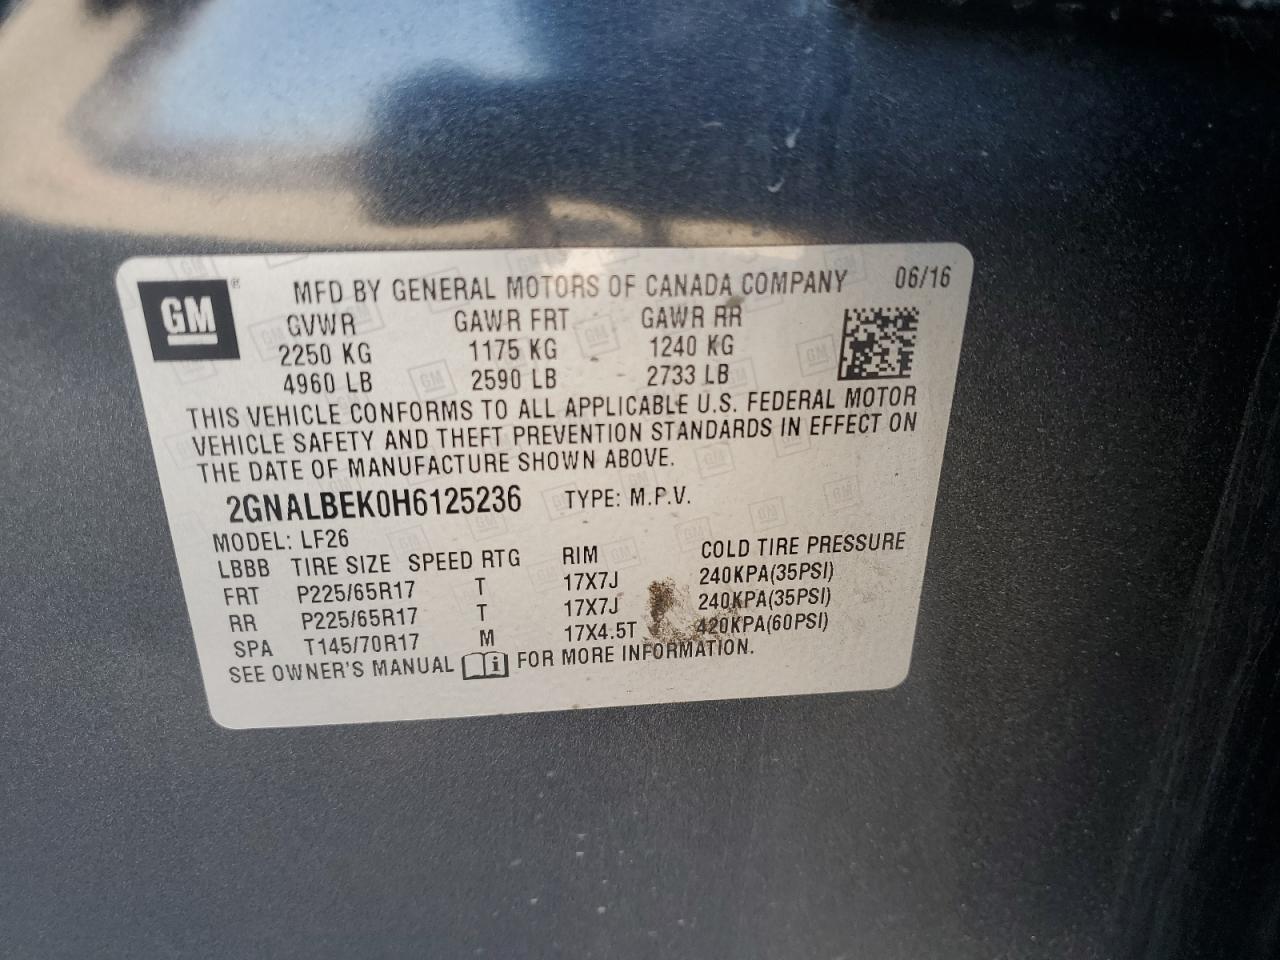 GM ® MFD BY GENERAL MOTORS OF CANADA COMPANY 06/16
GVWR GAWR FRT GAWR RR
2250 KG 1175 KG 1240 KG
4960 LB 2590 LB 2733 LB
THIS VEHICLE CONFORMS TO ALL APPLICABLE U.S. FEDERAL MOTOR
VEHICLE SAFETY AND THEFT PREVENTION STANDARDS IN EFFECT ON
THE DATE OF MANUFACTURE SHOWN ABOVE.
2GNALBEK0H6125236 TYPE: M.P.V.
MODEL: LF26
LBBB TIRE SIZE SPEED RTG RIM COLD TIRE PRESSURE
FRT P225/65R17 T 17X7J 240KPA(35PSI)
RR P225/65R17 T 17X7J 240KPA(35PSI)
SPA T145/70R17 M 17X4.5T 420KPA(60PSI)
SEE OWNER'S MANUAL i FOR MORE INFORMATION.